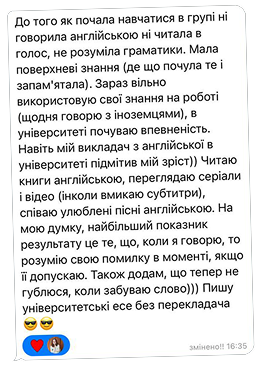 До того як почала навчатися в групі ні
говорила англійською ні читала в
голос, не розуміла граматики. Мала
поверхневі знання (де що почула те і
запам'ятала). Зараз вільно
використовую свої знання на роботі
(щодня говорю з іноземцями), в
університеті почуваю впевненість.
Навіть мій викладач з англійської в
університеті підмітив мій зріст)) Читаю
книги англійською, переглядаю серіали
і відео (інколи вмикаю субтитри),
співаю улюблені пісні англійською. На
мою думку, найбільший показник
результату це те, що, коли я говорю, то
розумію свою помилку в моменті, якщо
її допускаю. Також додам, що тепер не
гублюся, коли забуваю слово))) Пишу
університетські есе без перекладача
😎😎
❤️ змінено!! 16:35